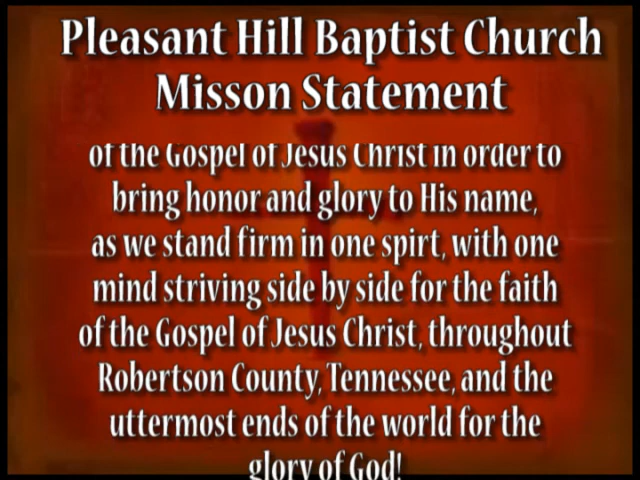 Pleasant Hill Baptist Church
Misson Statement
of the Gospel of Jesus Christ in order to
bring honor and glory to His name,
as we stand firm in one spirt, with one
mind striving side by side for the faith
of the Gospel of Jesus Christ, throughout
Robertson County, Tennessee, and the
uttermost ends of the world for the
glory of God!